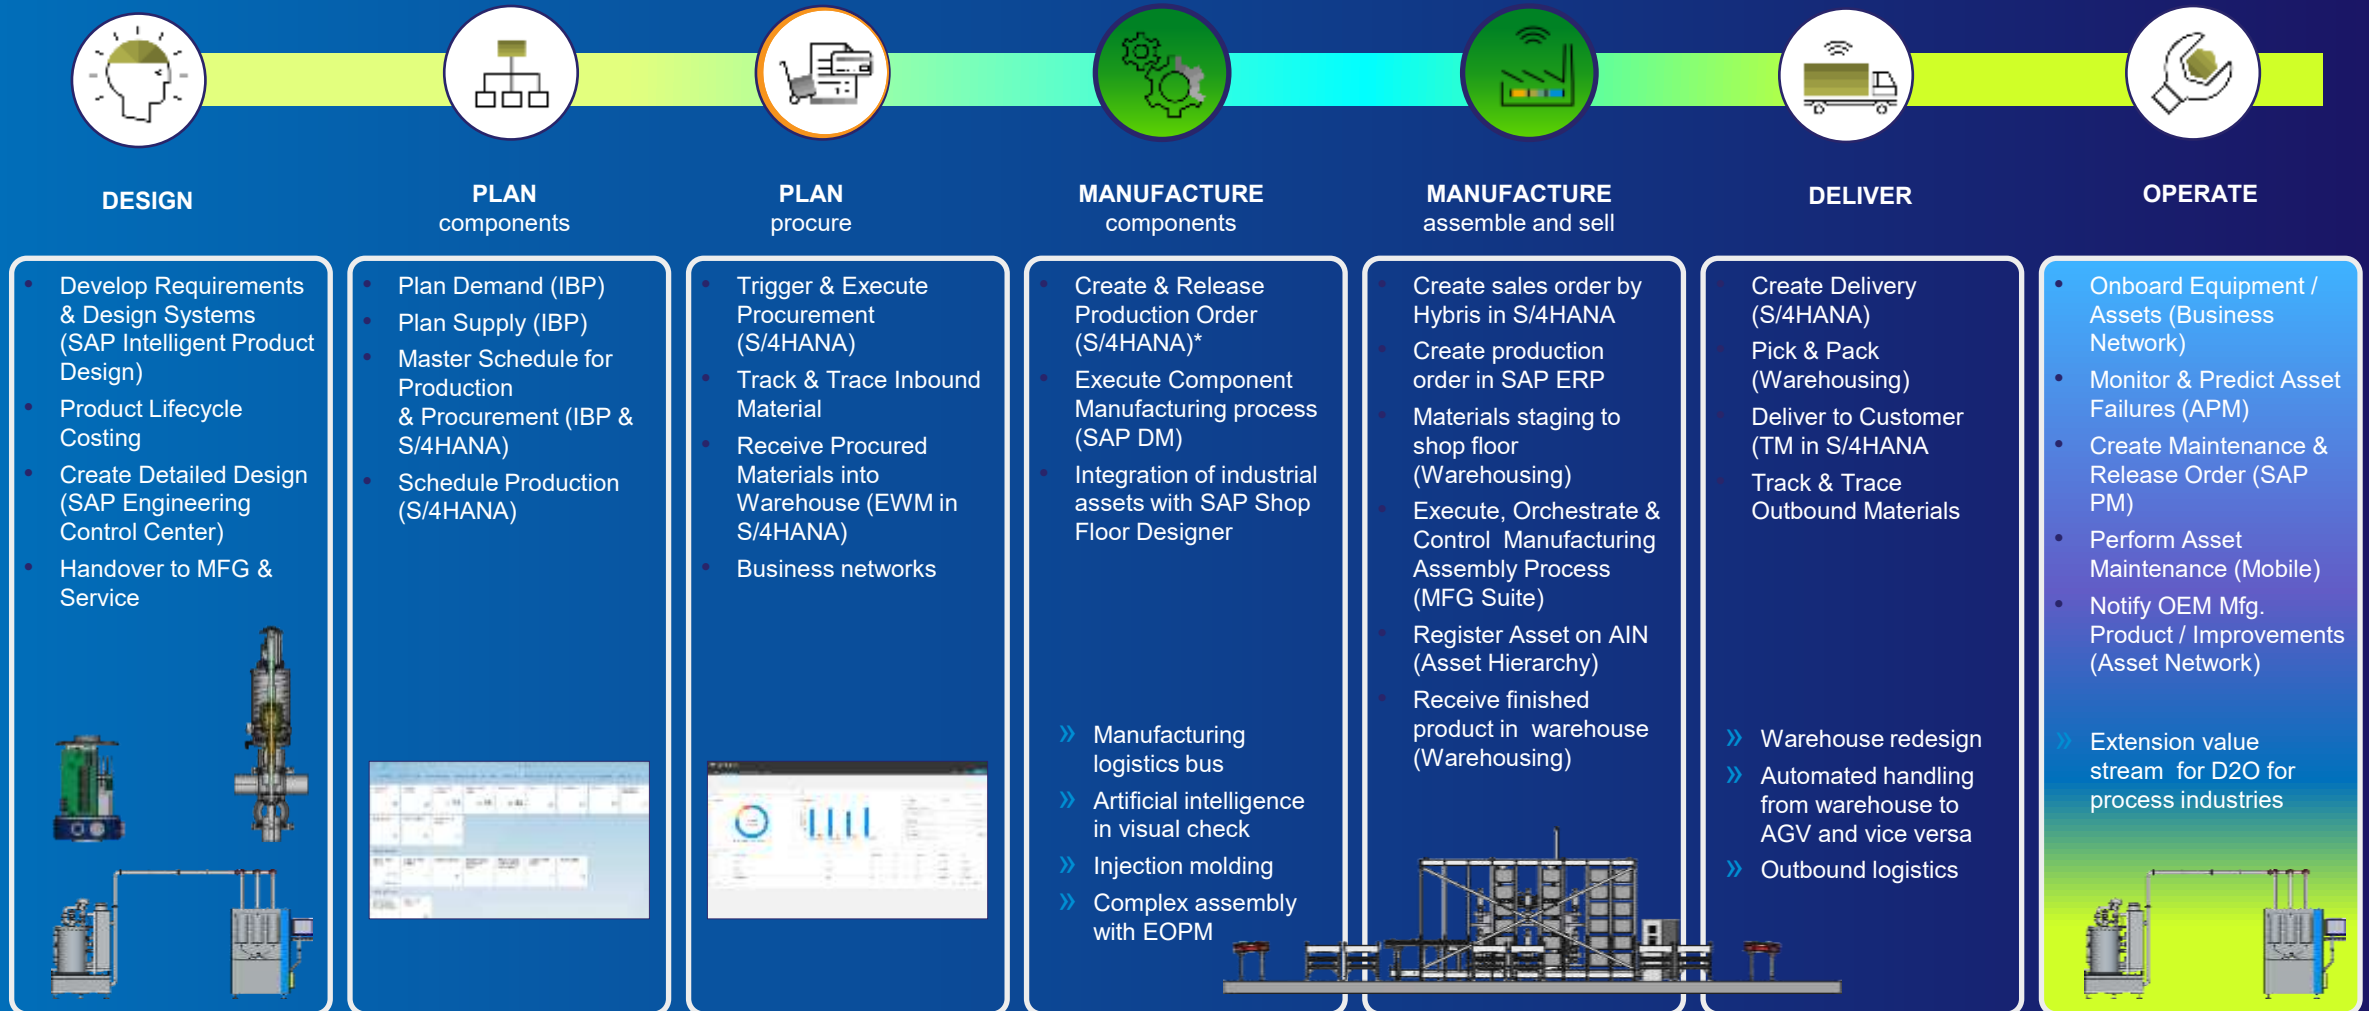 DESIGN
PLAN
components
PLAN
procure
MANUFACTURE
components
MANUFACTURE
assemble and sell
DELIVER
OPERATE
• Develop Requirements
& Design Systems
(SAP Intelligent Product
Design)
• Product Lifecycle
Costing
• Create Detailed Design
(SAP Engineering
Control Center)
• Handover to MFG &
Service
• Plan Demand (IBP)
• Plan Supply (IBP)
• Master Schedule for
Production
& Procurement (IBP &
S/4HANA)
• Schedule Production
(S/4HANA)
• Trigger & Execute
Procurement
(S/4HANA)
• Track & Trace Inbound
Material
• Receive Procured
Materials into
Warehouse (EWM in
S/4HANA)
• Business networks
• Create & Release
Production Order
(S/4HANA)*
• Execute Component
Manufacturing process
(SAP DM)
• Integration of industrial
assets with SAP Shop
Floor Designer
» Manufacturing
logistics bus
» Artificial intelligence
in visual check
» Injection molding
» Complex assembly
with EOPM
• Create sales order by
Hybris in S/4HANA
• Create production
order in SAP ERP
• Materials staging to
shop floor
(Warehousing)
• Execute, Orchestrate &
Control Manufacturing
Assembly Process
(MFG Suite)
• Register Asset on AIN
(Asset Hierarchy)
• Receive finished
product in warehouse
(Warehousing)
• Create Delivery
(S/4HANA)
• Pick & Pack
(Warehousing)
• Deliver to Customer
(TM in S/4HANA
• Track & Trace
Outbound Materials
» Warehouse redesign
» Automated handling
from warehouse to
AGV and vice versa
» Outbound logistics
• Onboard Equipment /
Assets (Business
Network)
• Monitor & Predict Asset
Failures (APM)
• Create Maintenance &
Release Order (SAP
PM)
• Perform Asset
Maintenance (Mobile)
• Notify OEM Mfg.
Product / Improvements
(Asset Network)
» Extension value
stream for D2O for
process industries